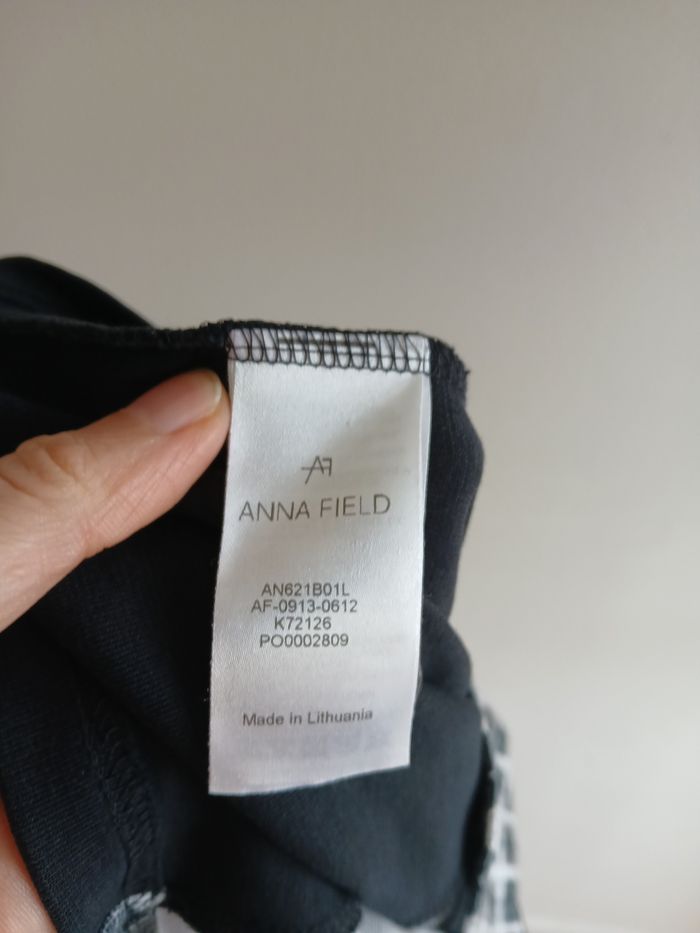 AF
ANNA FIELD
AN621B01L
AF-0913-0612
K72126
PO0002809
Made in Lithuania